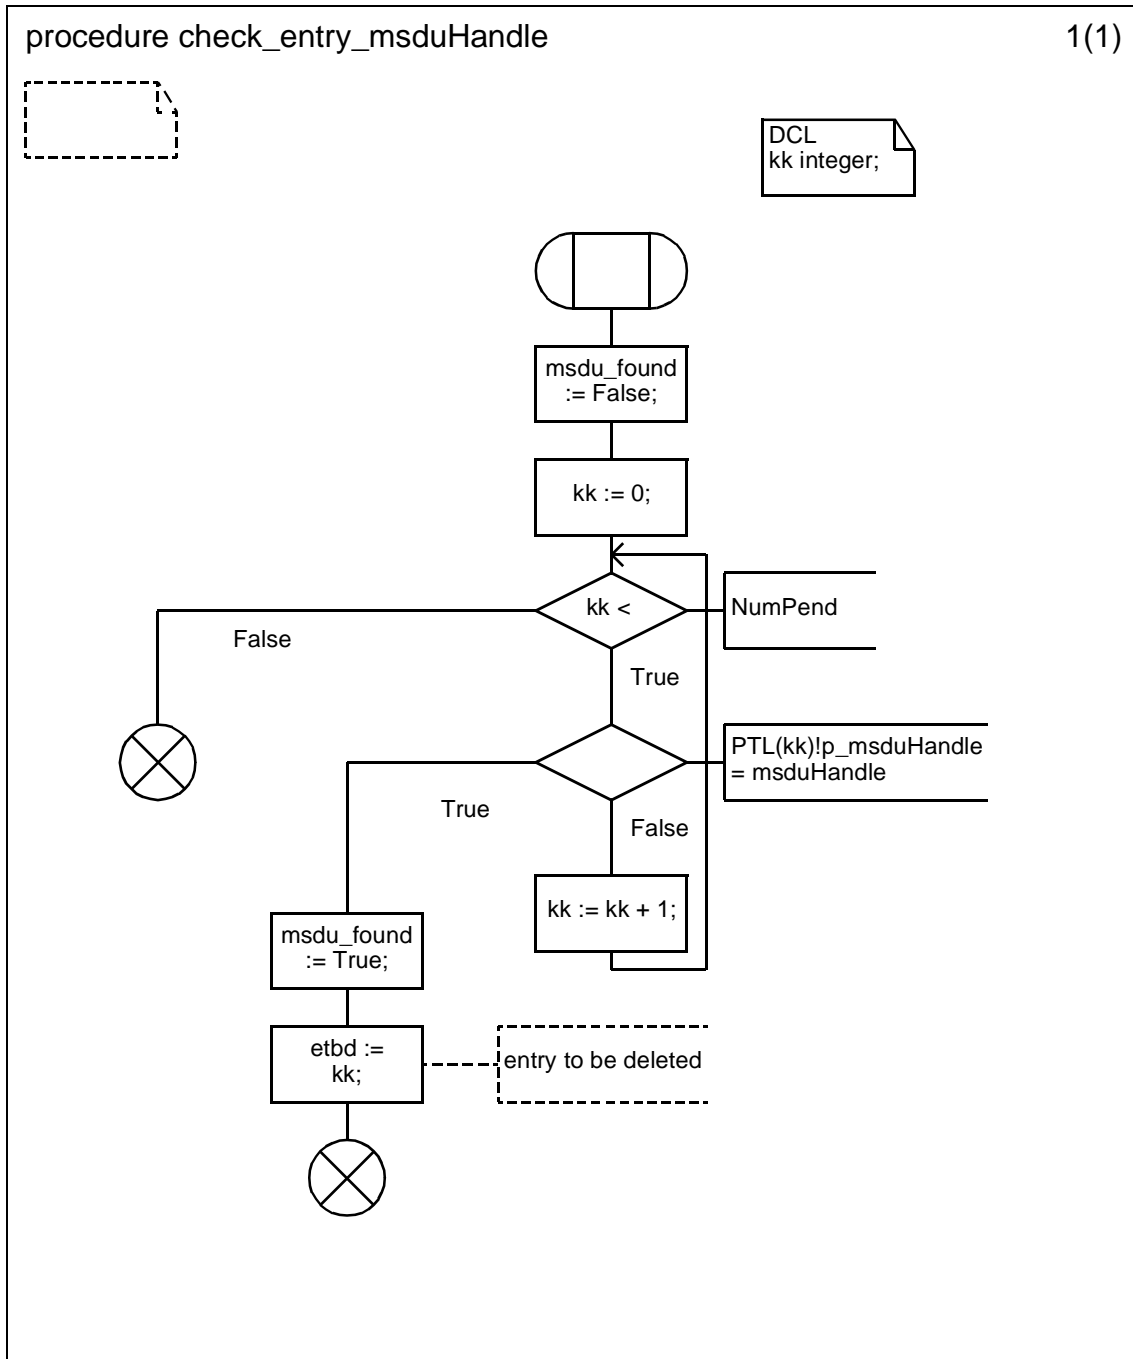 procedure check_entry_msduHandle
1(1)
DCL
kk integer;
msdu_found
:= False;
kk := 0;
kk <
NumPend
False
True
PTL(kk)!p_msduHandle
= msduHandle
True
False
kk := kk + 1;
msdu_found
:= True;
etbd :=
kk;
entry to be deleted